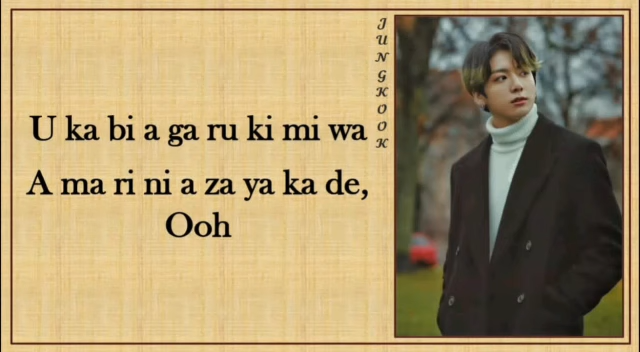 U ka bi a ga ru ki mi wa
A ma ri ni a za ya ka de,
Ooh
JUNGKOOK